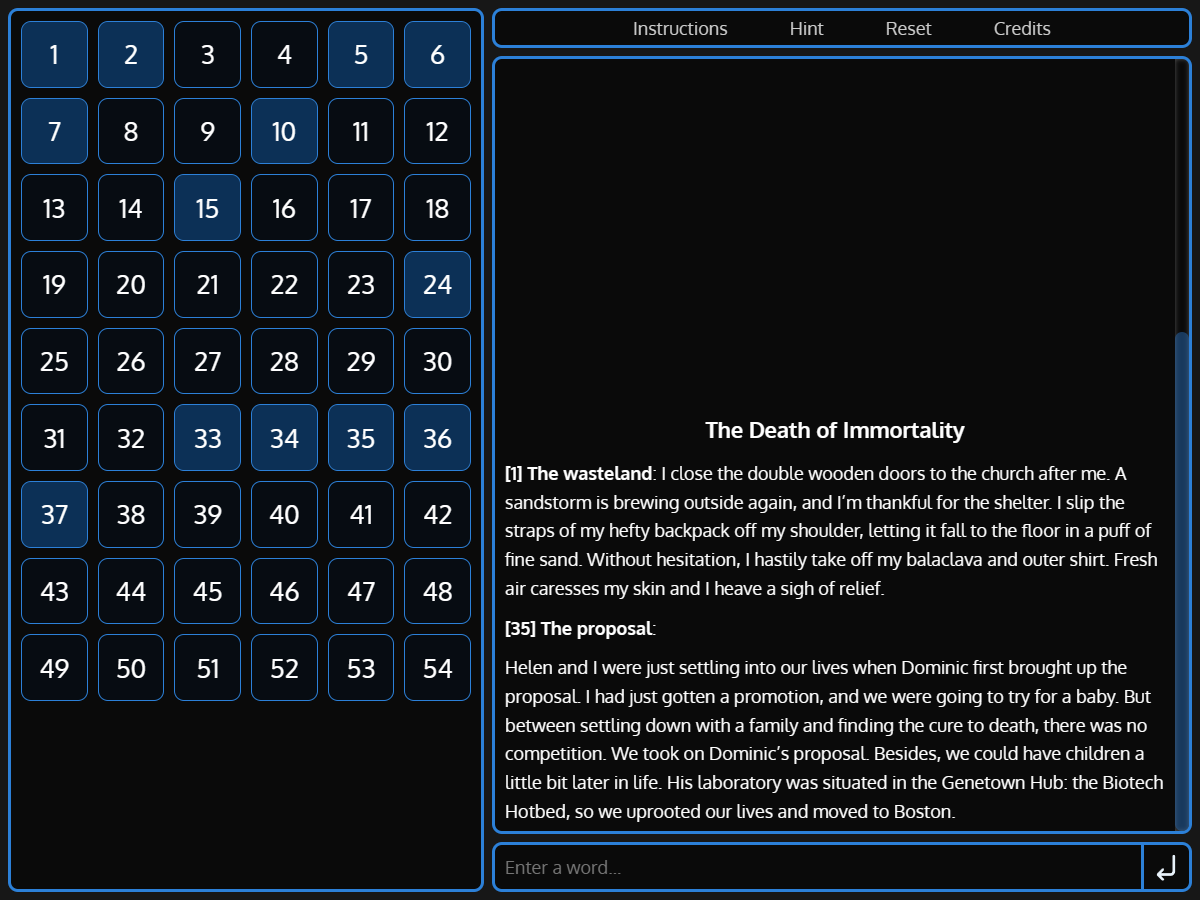 1 2 3 4 5 6
7 8 9 10 11 12
13 14 15 16 17 18
19 20 21 22 23 24
25 26 27 28 29 30
31 32 33 34 35 36
37 38 39 40 41 42
43 44 45 46 47 48
49 50 51 52 53 54
Instructions Hint Reset Credits
The Death of Immortality
[1] The wasteland: I close the double wooden doors to the church after me. A
sandstorm is brewing outside again, and I’m thankful for the shelter. I slip the
straps of my hefty backpack off my shoulder, letting it fall to the floor in a puff of
fine sand. Without hesitation, I hastily take off my balaclava and outer shirt. Fresh
air caresses my skin and I heave a sigh of relief.
[35] The proposal:
Helen and I were just settling into our lives when Dominic first brought up the
proposal. I had just gotten a promotion, and we were going to try for a baby. But
between settling down with a family and finding the cure to death, there was no
competition. We took on Dominic’s proposal. Besides, we could have children a
little bit later in life. His laboratory was situated in the Genetown Hub: the Biotech
Hotbed, so we uprooted our lives and moved to Boston.
Enter a word...